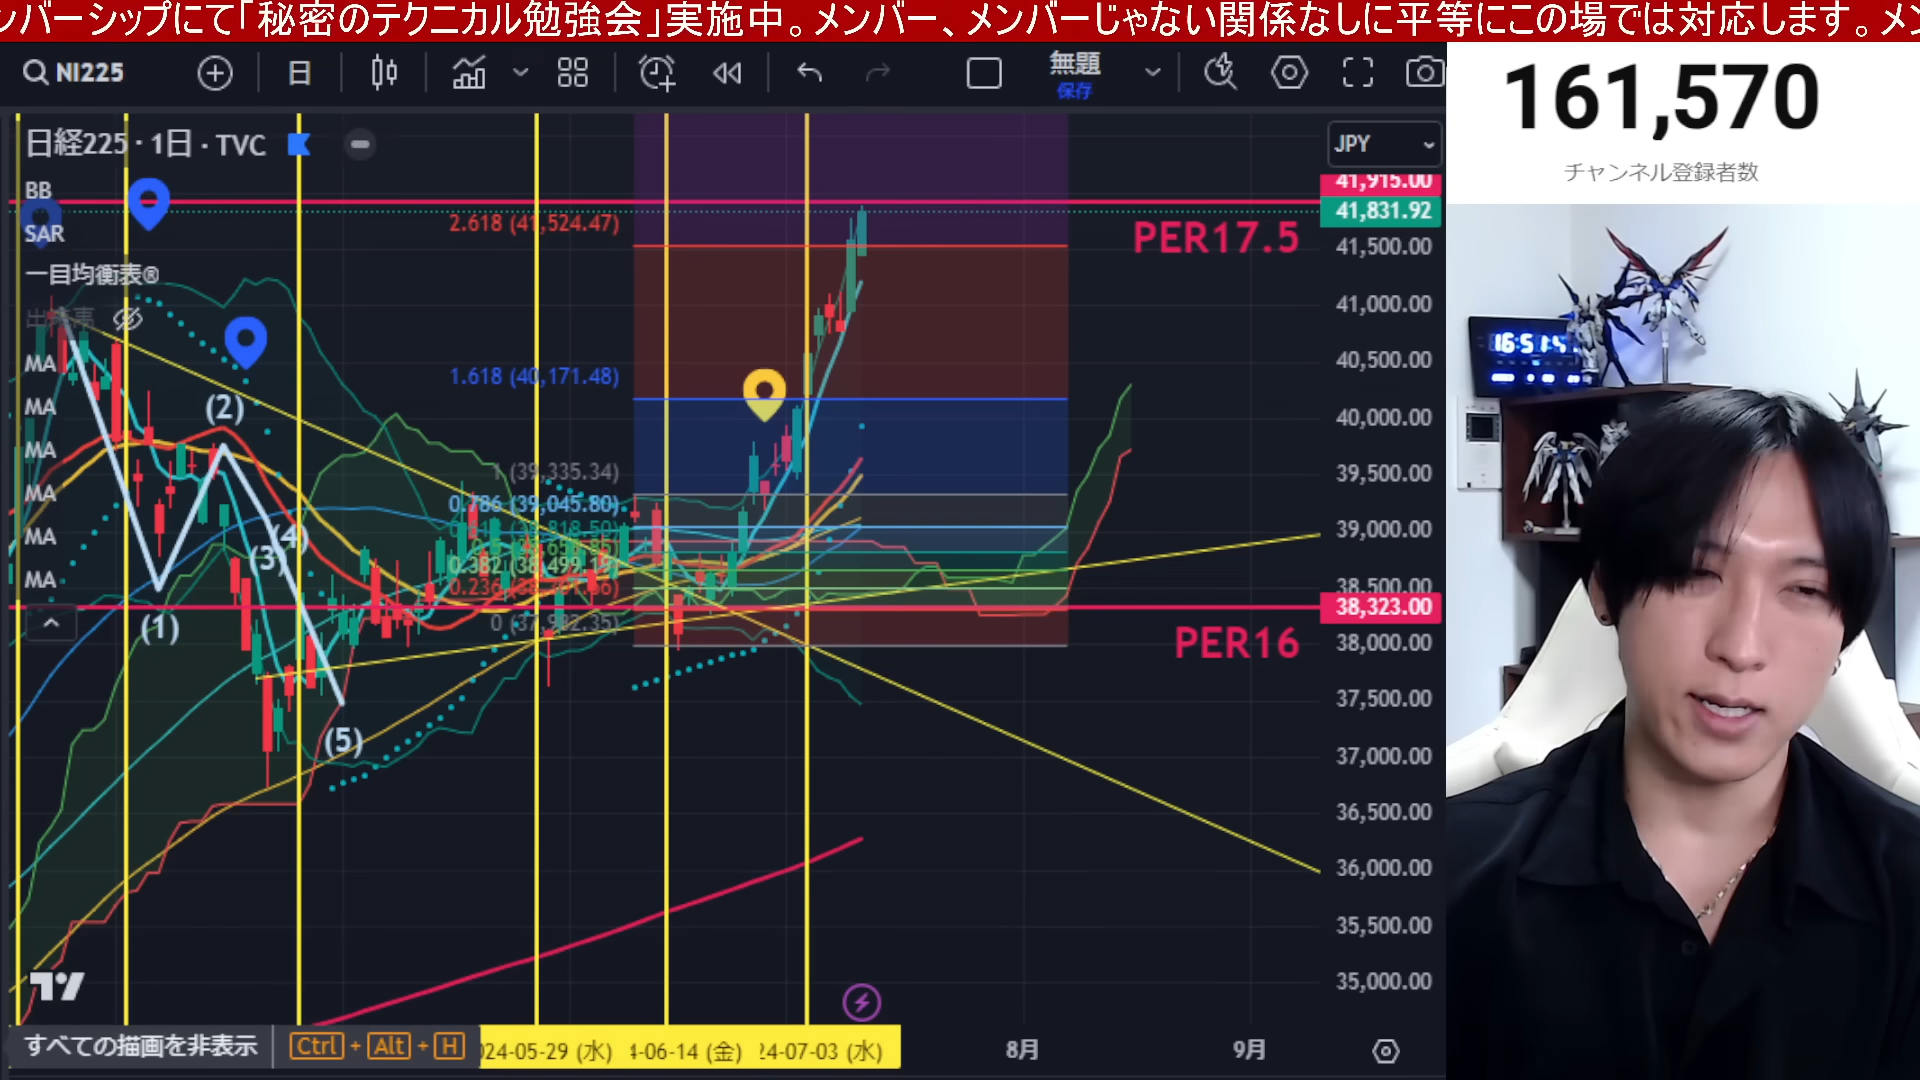 ンバーシップにて「秘密のテクニカル勉強会」実施中。メンバー、メンバーじゃない関係なしに平等にこの場では対応します。メン
NI225
日
無題
保存
161,570
チャンネル登録者数
日経225・1日・TVC
JPY
BB
SAR
一目均衡表®
MA
MA
MA
MA
MA
MA
41,915.00
41,831.92
41,500.00
41,000.00
40,500.00
40,000.00
39,500.00
39,000.00
38,500.00
38,323.00
38,000.00
37,500.00
37,000.00
36,500.00
36,000.00
35,500.00
35,000.00
2.618 (41,524.47)
PER17.5
1.618 (40,171.48)
1 (39,335.34)
0.786 (39,045.80)
0.382 (38,499.19)
0 (37,982.35)
PER16
(1)
(2)
(3)
(4)
(5)
すべての描画を非表示
Ctrl + Alt + H
024-05-29 (水)
4-06-14 (金)
24-07-03 (水)
8月
9月